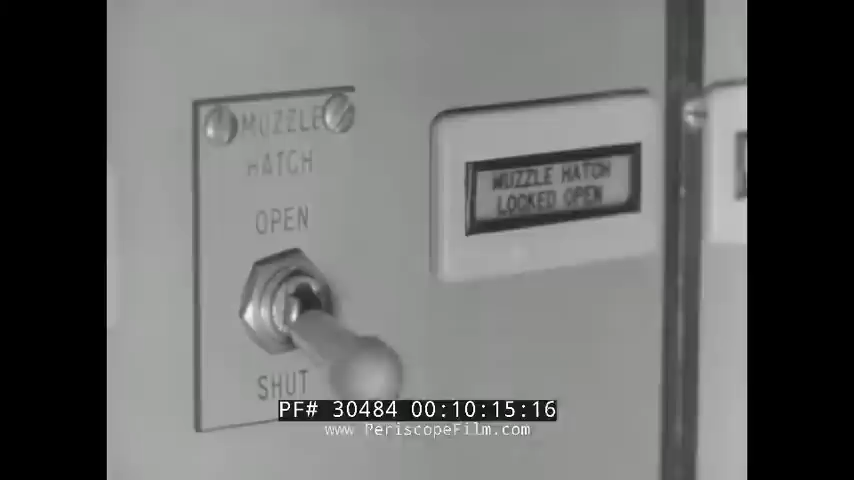 MUZZLE
HATCH
OPEN
SHUT
MUZZLE HATCH
LOCKED OPEN
PF# 30484 00:10:15:16
www.PeriscopeFilm.com